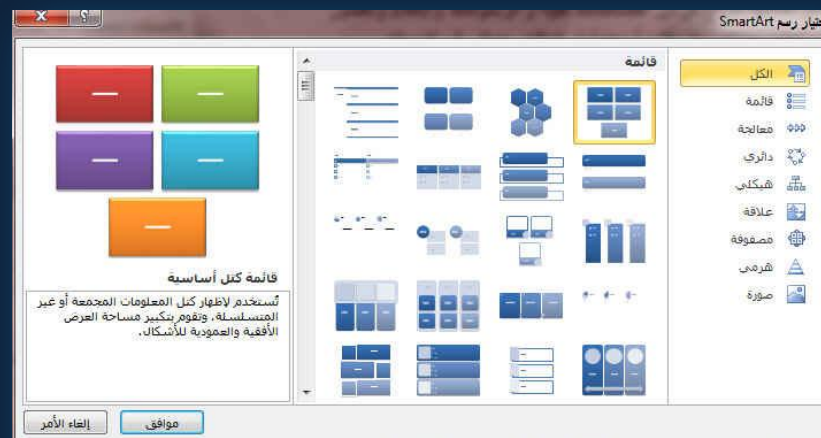 ختيار رسم SmartArt
الكل
قائمة
معالجة
دائري
هيكلي
علاقة
مصفوفة
هرمي
صورة
قائمة
قائمة كتل أساسية
تُستخدم لإظهار كتل المعلومات المجمعة أو غير
المتسلسلة. وتقوم بتكبير مساحة العرض
الأفقية والعمودية للأشكال.
موافق
إلغاء الأمر